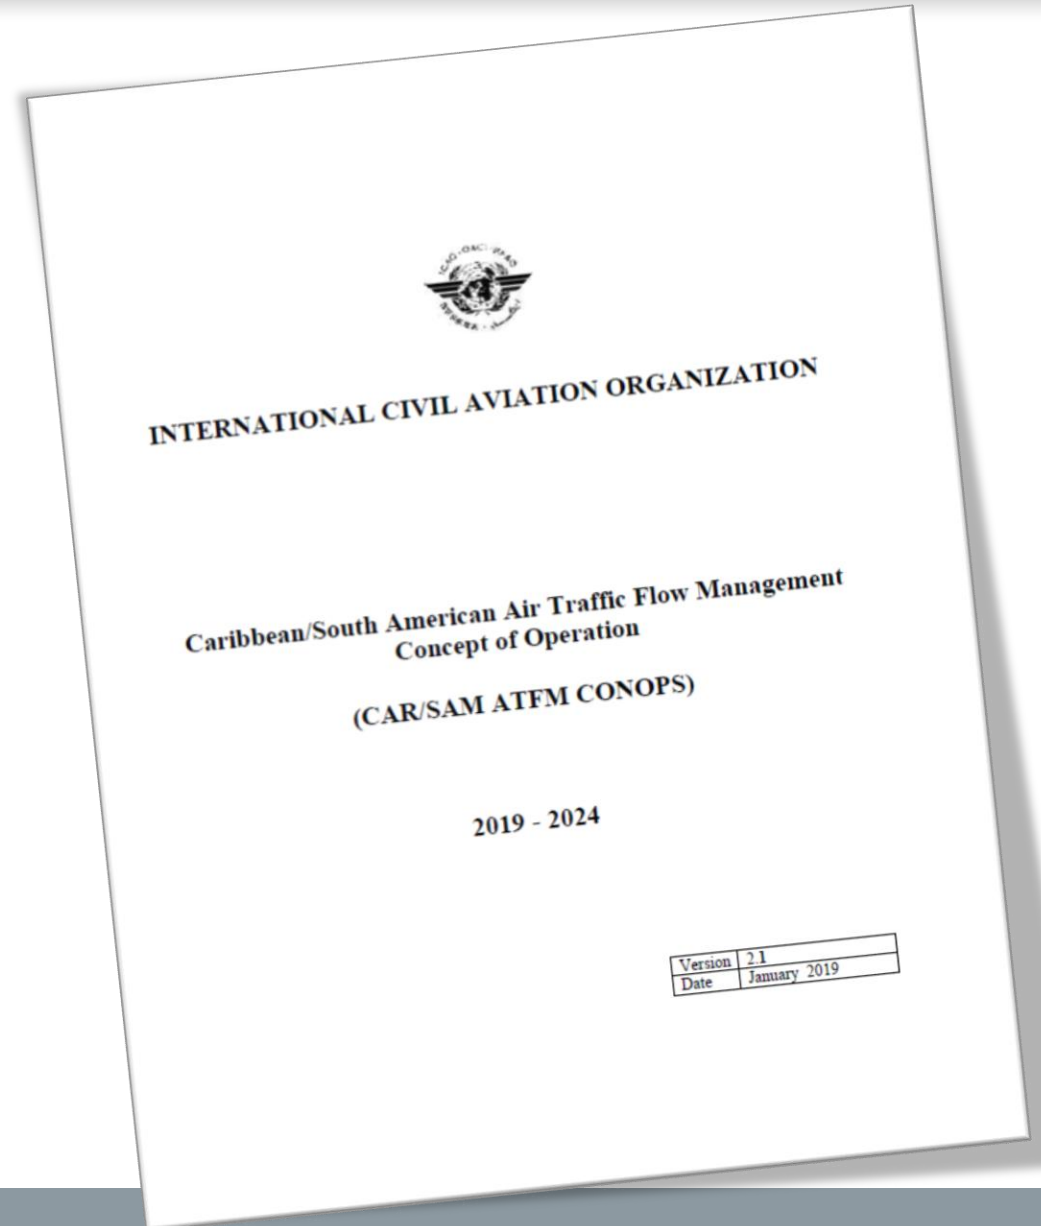 INTERNATIONAL CIVIL AVIATION ORGANIZATION
Caribbean/South American Air Traffic Flow Management
Concept of Operation
(CAR/SAM ATFM CONOPS)
2019 - 2024
Version 2.1
Date January 2019